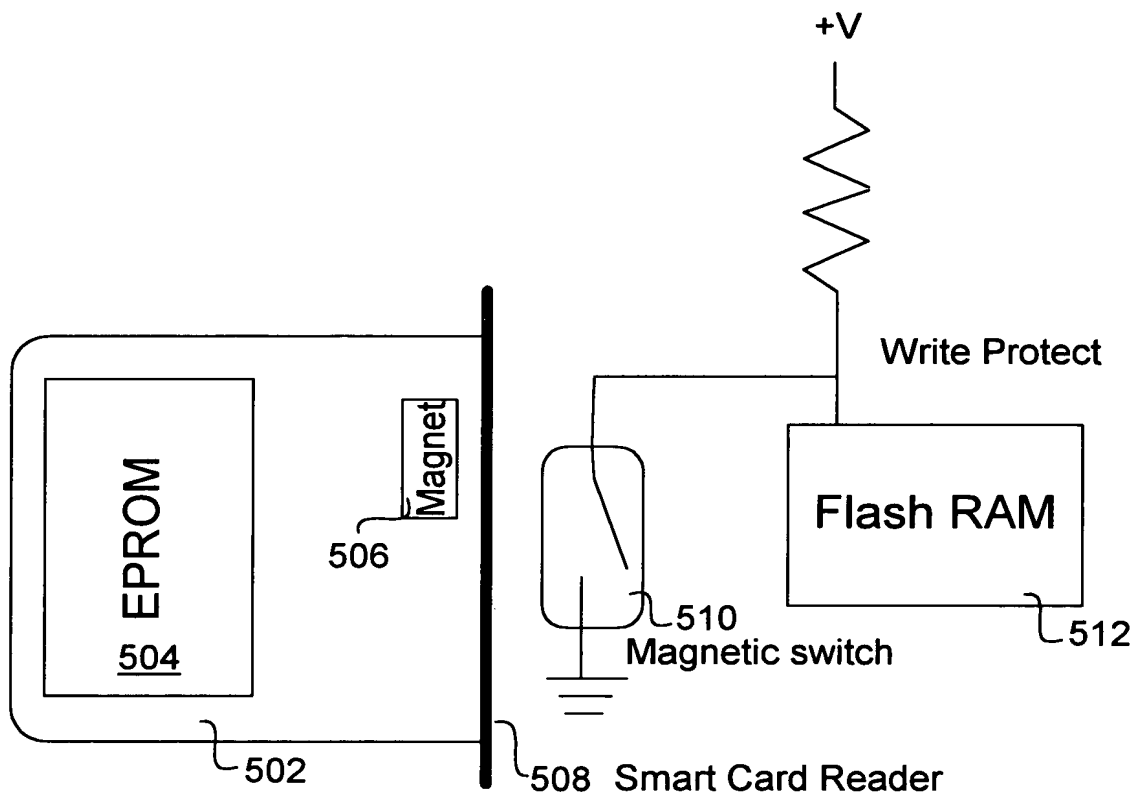 +V
Write Protect
Magnet
EPROM
504
506
Flash RAM
510
512
Magnetic switch
502
508 Smart Card Reader